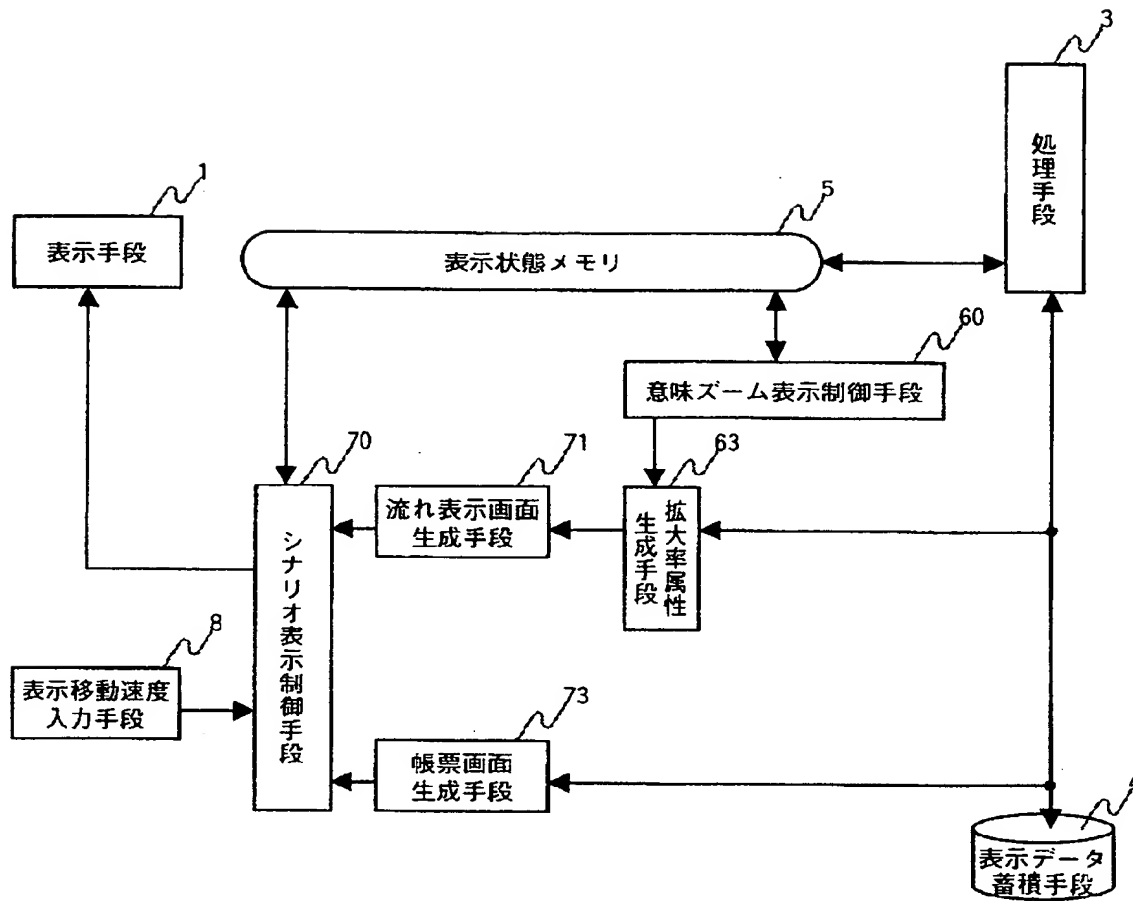 3
処理手段
1
表示手段
5
表示状態メモリ
60
意味ズーム表示制御手段
70
シナリオ表示制御手段
71
流れ表示画面
生成手段
63
拡大率属性
生成手段
8
表示移動速度
入力手段
73
帳票画面
生成手段
表示データ
蓄積手段